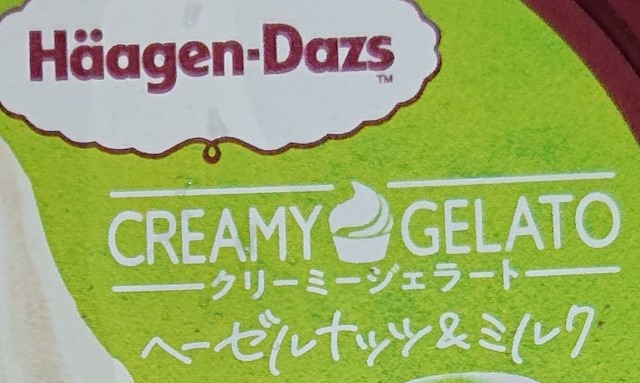 Häagen-Dazs
TM
CREAMY GELATO
クリーミージェラート
ヘーゼルナッツ&ミルク